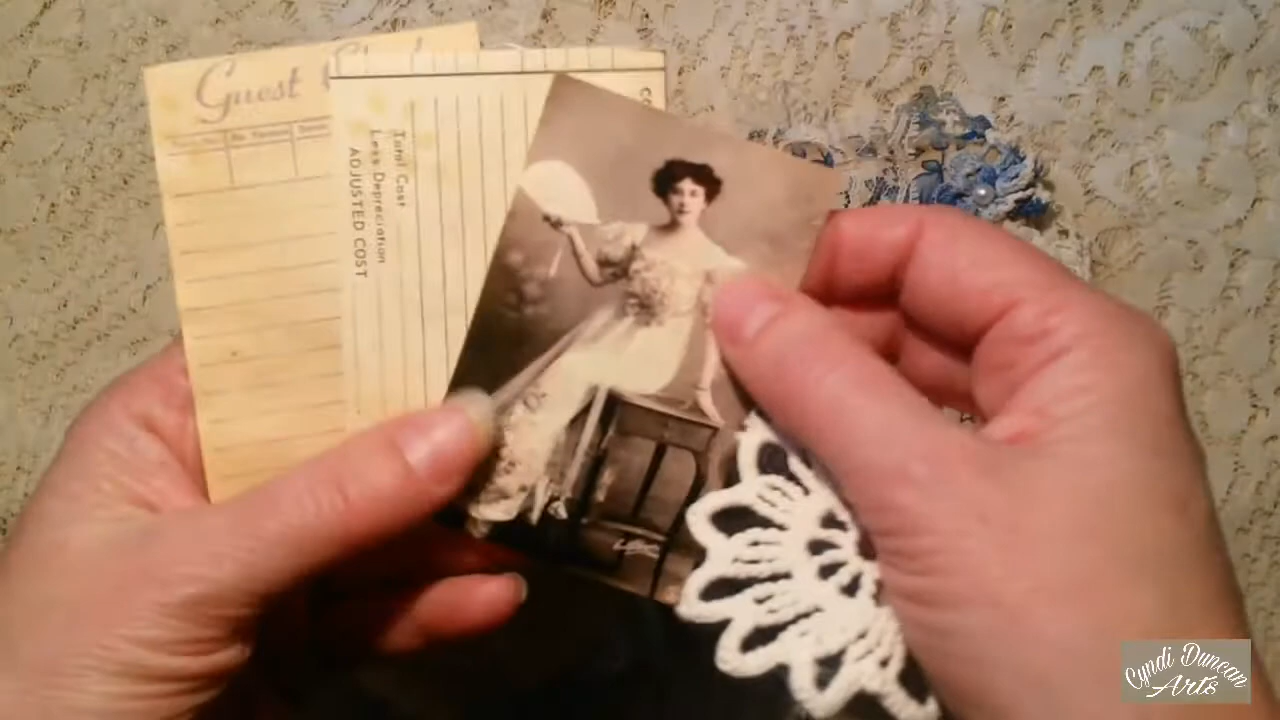 Guest
Total Cost
Less Depreciation
ADJUSTED COST
Cyndi Duncan
Arts